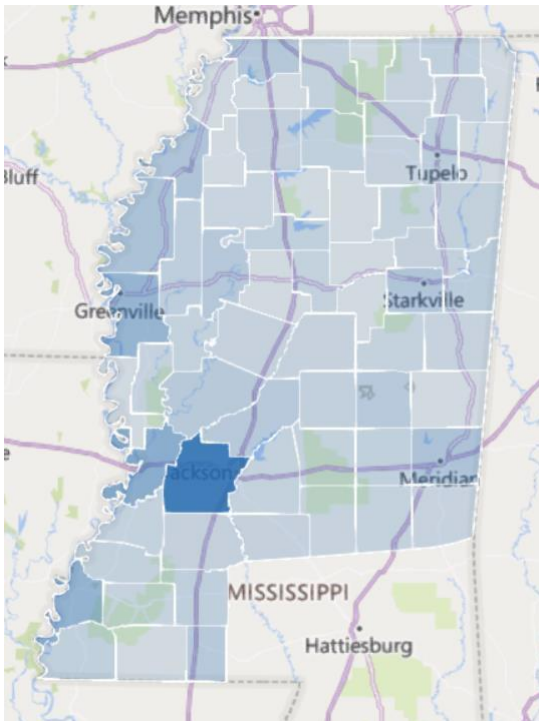 Memphis
Tupelo
Bluff
Greenville
Starkville
Jackson
Meridian
MISSISSIPPI
Hattiesburg